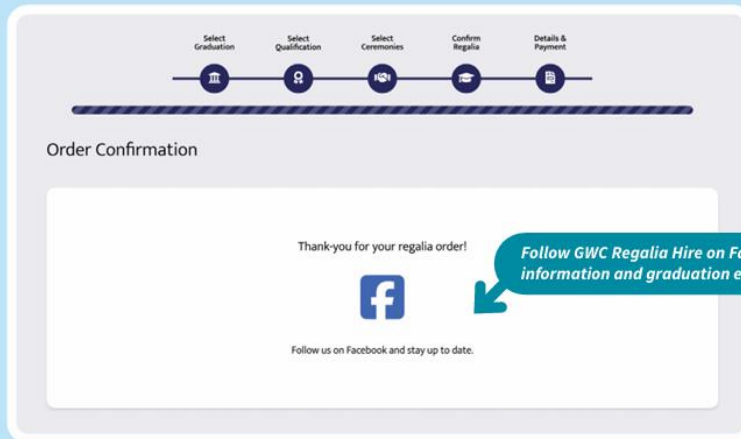 Select
Graduation
Select
Qualification
Select
Ceremonies
Confirm
Regalia
Details &
Payment
Order Confirmation
Thank-you for your regalia order!
Follow GWC Regalia Hire on
information and graduation
Follow us on Facebook and stay up to date.